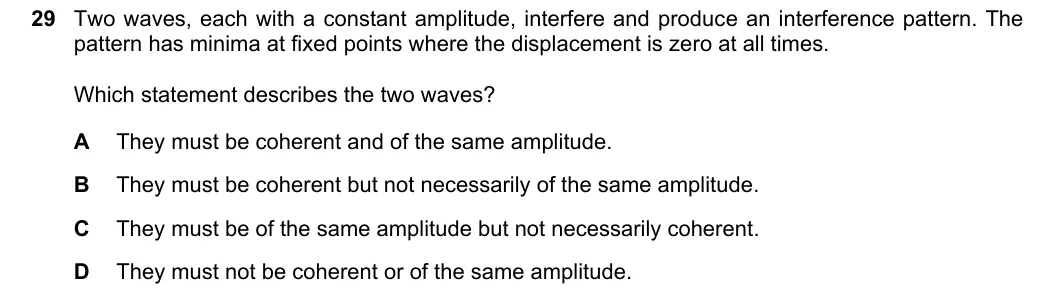 29 Two waves, each with a constant amplitude, interfere and produce an interference pattern. The
pattern has minima at fixed points where the displacement is zero at all times.
Which statement describes the two waves?
A They must be coherent and of the same amplitude.
B They must be coherent but not necessarily of the same amplitude.
C They must be of the same amplitude but not necessarily coherent.
D They must not be coherent or of the same amplitude.